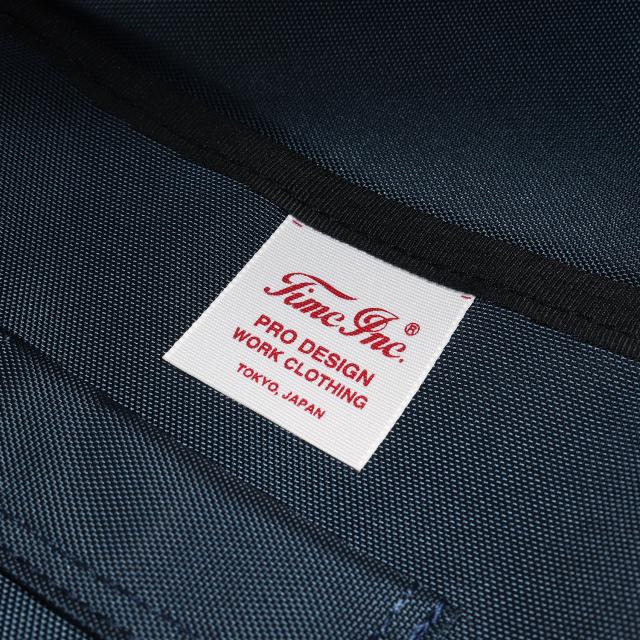 Time Inc.®
PRO DESIGN
WORK CLOTHING
TOKYO, JAPAN